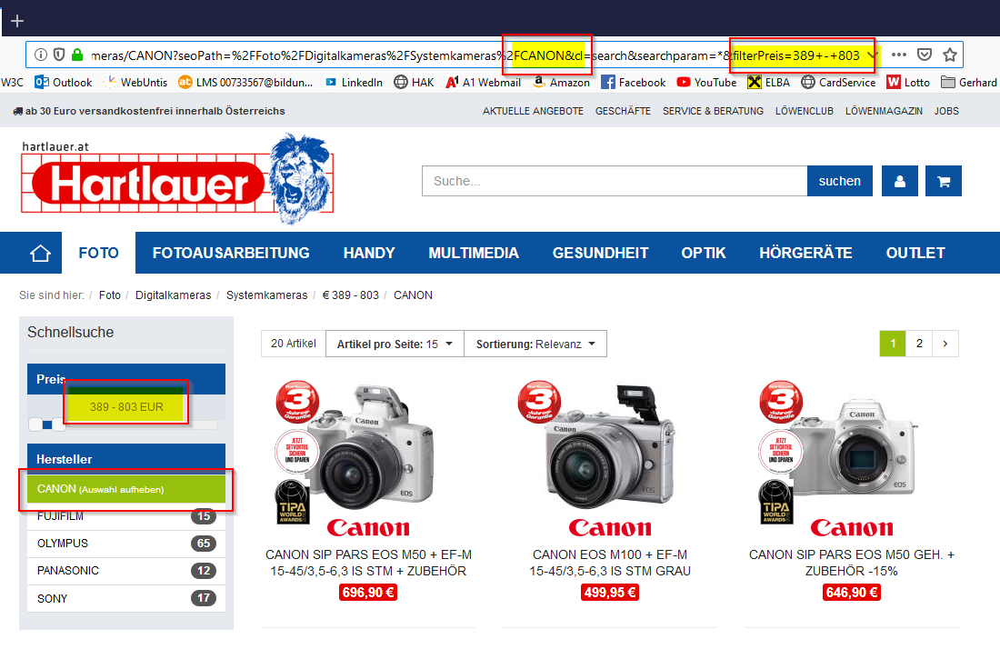 meras/CANON?seoPath=%2FFoto%2FDigitalkameras%2FSystemkameras%2FCANON&cl=search&searchparam=*&filterPreis=389+-+803
W3C Outlook WebUntis LMS 00733567@bildun... LinkedIn HAK A1 Webmail Amazon Facebook YouTube ELBA CardService Lotto Gerhard
ab 30 Euro versandkostenfrei innerhalb Österreichs AKTUELLE ANGEBOTE GESCHÄFTE SERVICE & BERATUNG LÖWENCLUB LÖWENMAGAZIN JOBS
hartlauer.at
Hartlauer
Suche... suchen
FOTO FOTOAUSARBEITUNG HANDY MULTIMEDIA GESUNDHEIT OPTIK HÖRGERÄTE OUTLET
Sie sind hier: / Foto / Digitalkameras / Systemkameras / € 389 - 803 / CANON
Schnellsuche
Preis
389 - 803 EUR
Hersteller
CANON (Auswahl aufheben)
FUJIFILM 15
OLYMPUS 65
PANASONIC 12
SONY 17
20 Artikel Artikel pro Seite: 15 Sortierung: Relevanz 1 2 ›
3
JETZT
SETVORTEIL
SICHERN
UND SPAREN
TIPA
WORLD
AWARDS
Canon
EOS
Canon
CANON SIP PARS EOS M50 + EF-M
15-45/3,5-6,3 IS STM + ZUBEHÖR
696,90 €
3
Canon
EOS
Canon
CANON EOS M100 + EF-M
15-45/3,5-6,3 IS STM GRAU
499,95 €
3
JETZT
SETVORTEIL
SICHERN
UND SPAREN
TIPA
WORLD
AWARDS
Canon
EOS
Canon
CANON SIP PARS EOS M50 GEH. +
ZUBEHÖR -15%
646,90 €